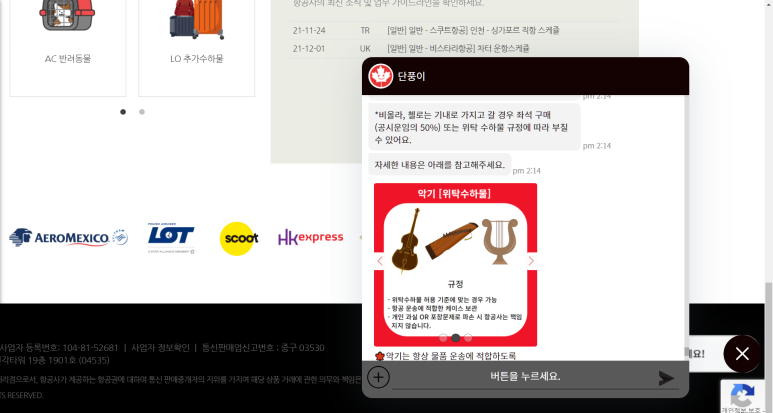 항공사의 최신 소식 및 업무 가이드라인을 확인하세요.
21-11-24 TR [일반] 일반 - 스쿠트항공] 인천 - 싱가포르 직항 스케쥴
21-12-01 UK [일반] 일반 - 비스타라항공] 차터 운항스케쥴
AC 반려동물
LO 추가수하물
단풍이
pm 2:14
*비올라, 첼로는 기내로 가지고 갈 경우 좌석 구매
(공시운임의 50%) 또는 위탁 수하물 규정에 따라 부칠
수 있어요.
pm 2:14
자세한 내용은 아래를 참고해주세요.
pm 2:14
악기 [위탁수하물]
규정
- 위탁수하물 허용 기준에 맞는 경우 가능
- 항공 운송에 적합한 케이스 보관
- 개인 과실 OR 포장문제로 파손 시 항공사는 책임
지지 않습니다.
악기는 항상 물품 운송에 적합하도록
버튼을 누르세요.
AEROMEXICO
LOT
scoot
HK express
사업자 등록번호: 104-81-52681 | 사업자 정보확인 | 통신판매업신고번호 : 중구 03530
각타워 19층 1901호 (04535)
항공사가 제공하는 항공권에 대하여 통신 판매중개자의 지위를 가지며 해당 상품 거래에 관한 의무와 책임은
TS RESERVED.
요!
개인정보 보호